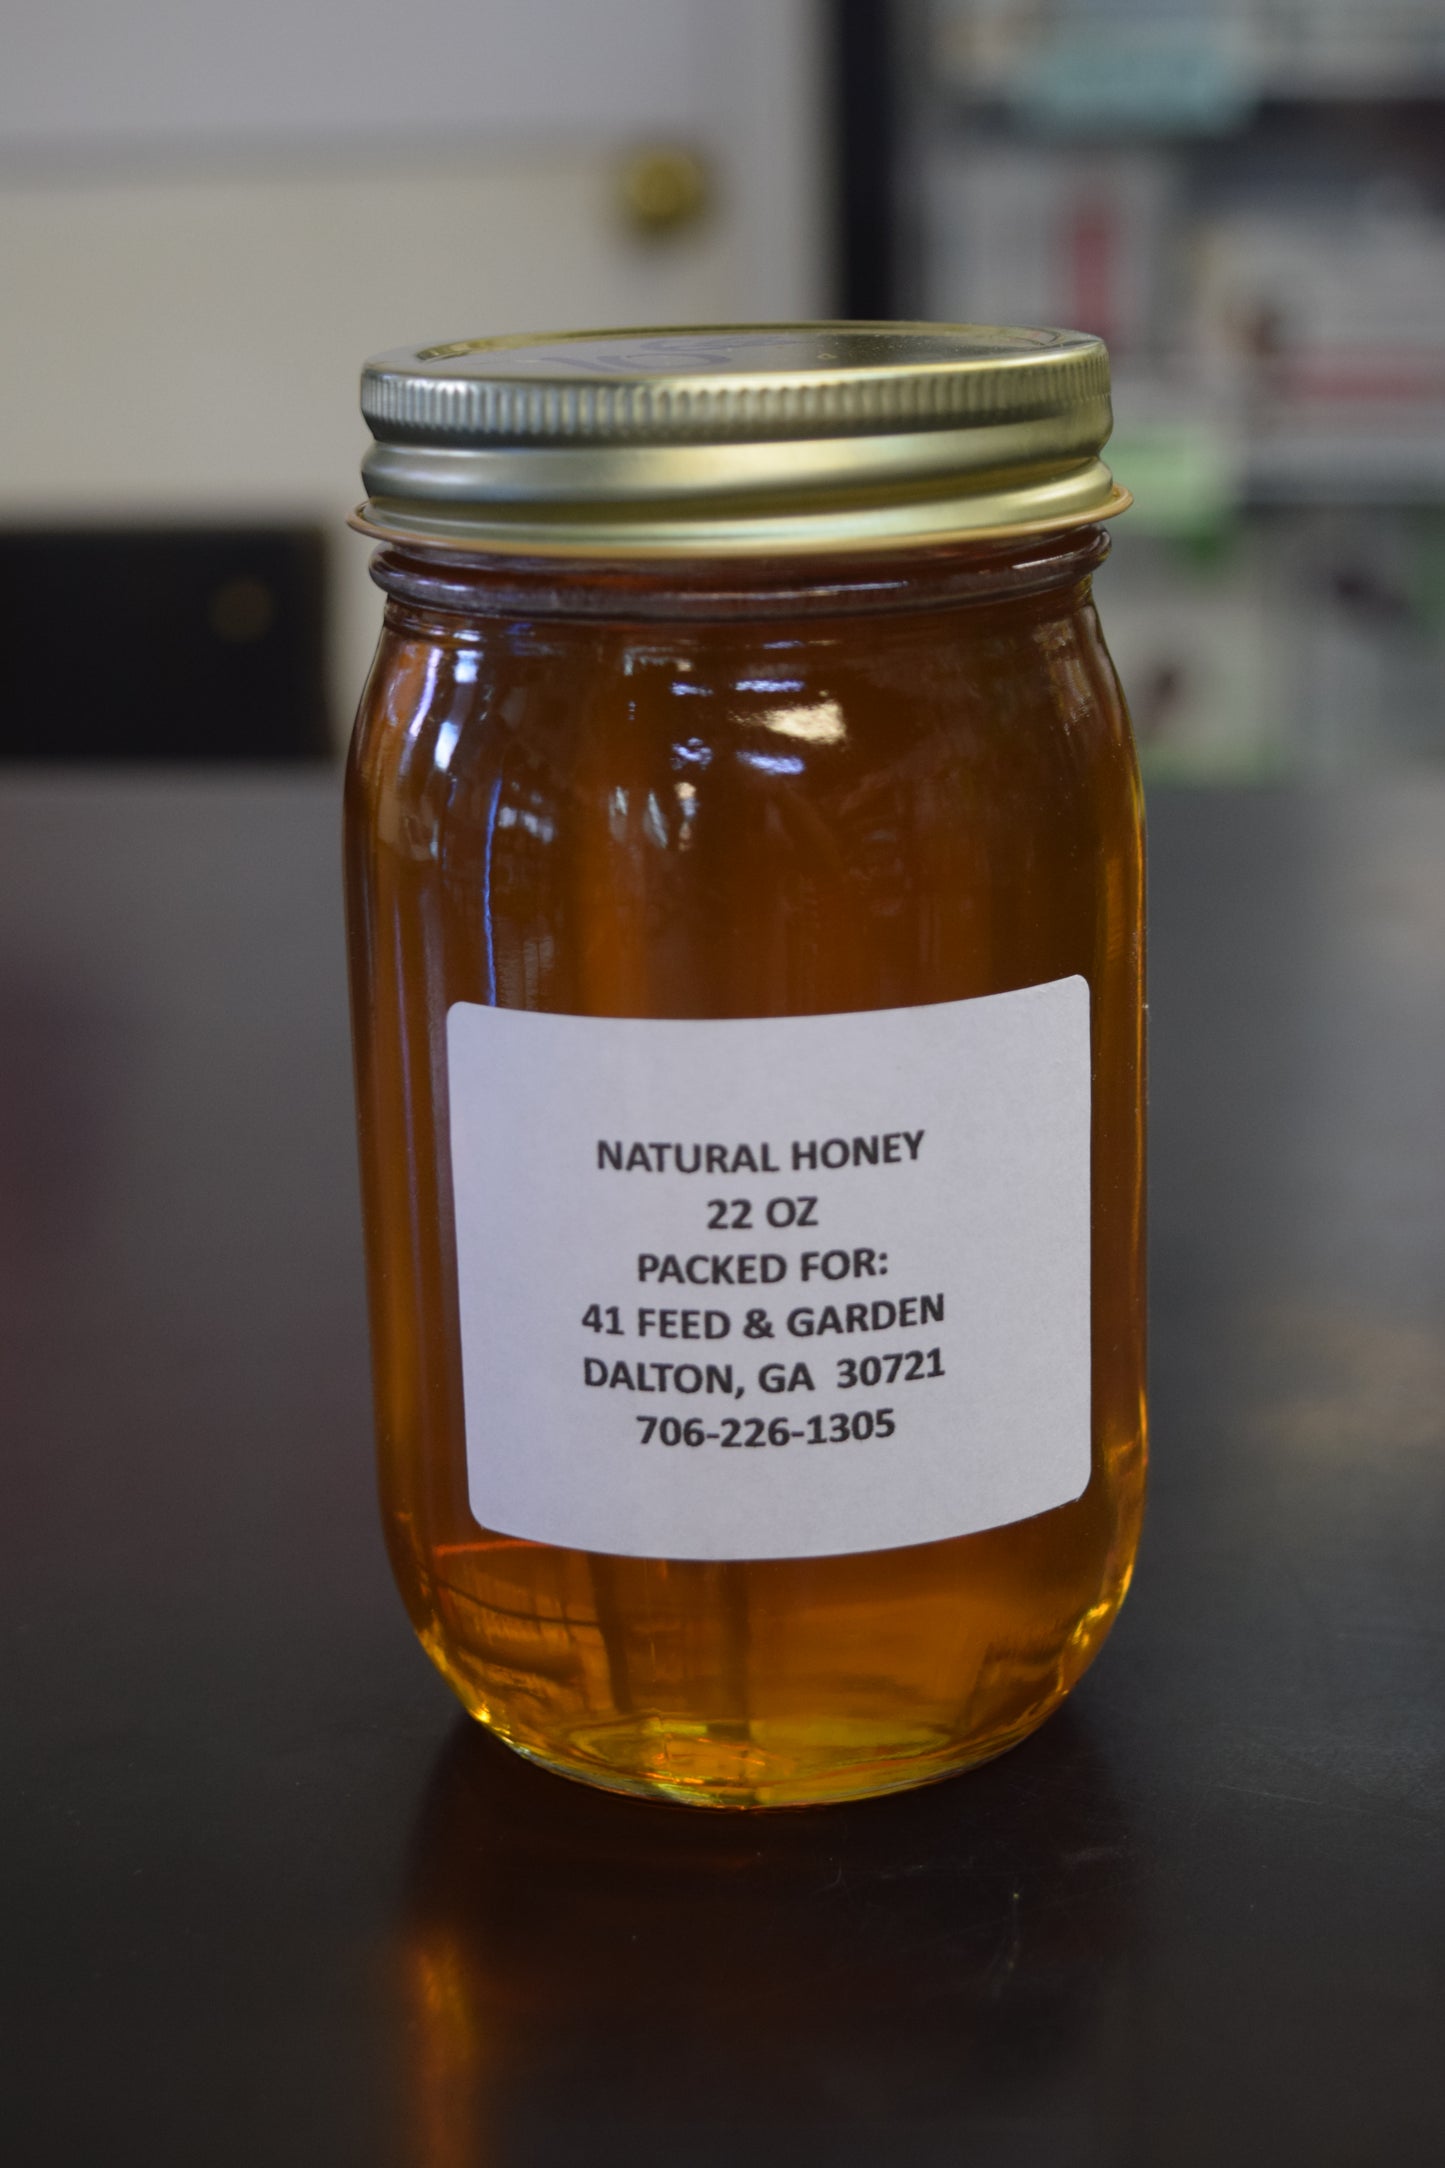 NATURAL HONEY
22 OZ
PACKED FOR:
41 FEED & GARDEN
DALTON, GA  30721
706-226-1305